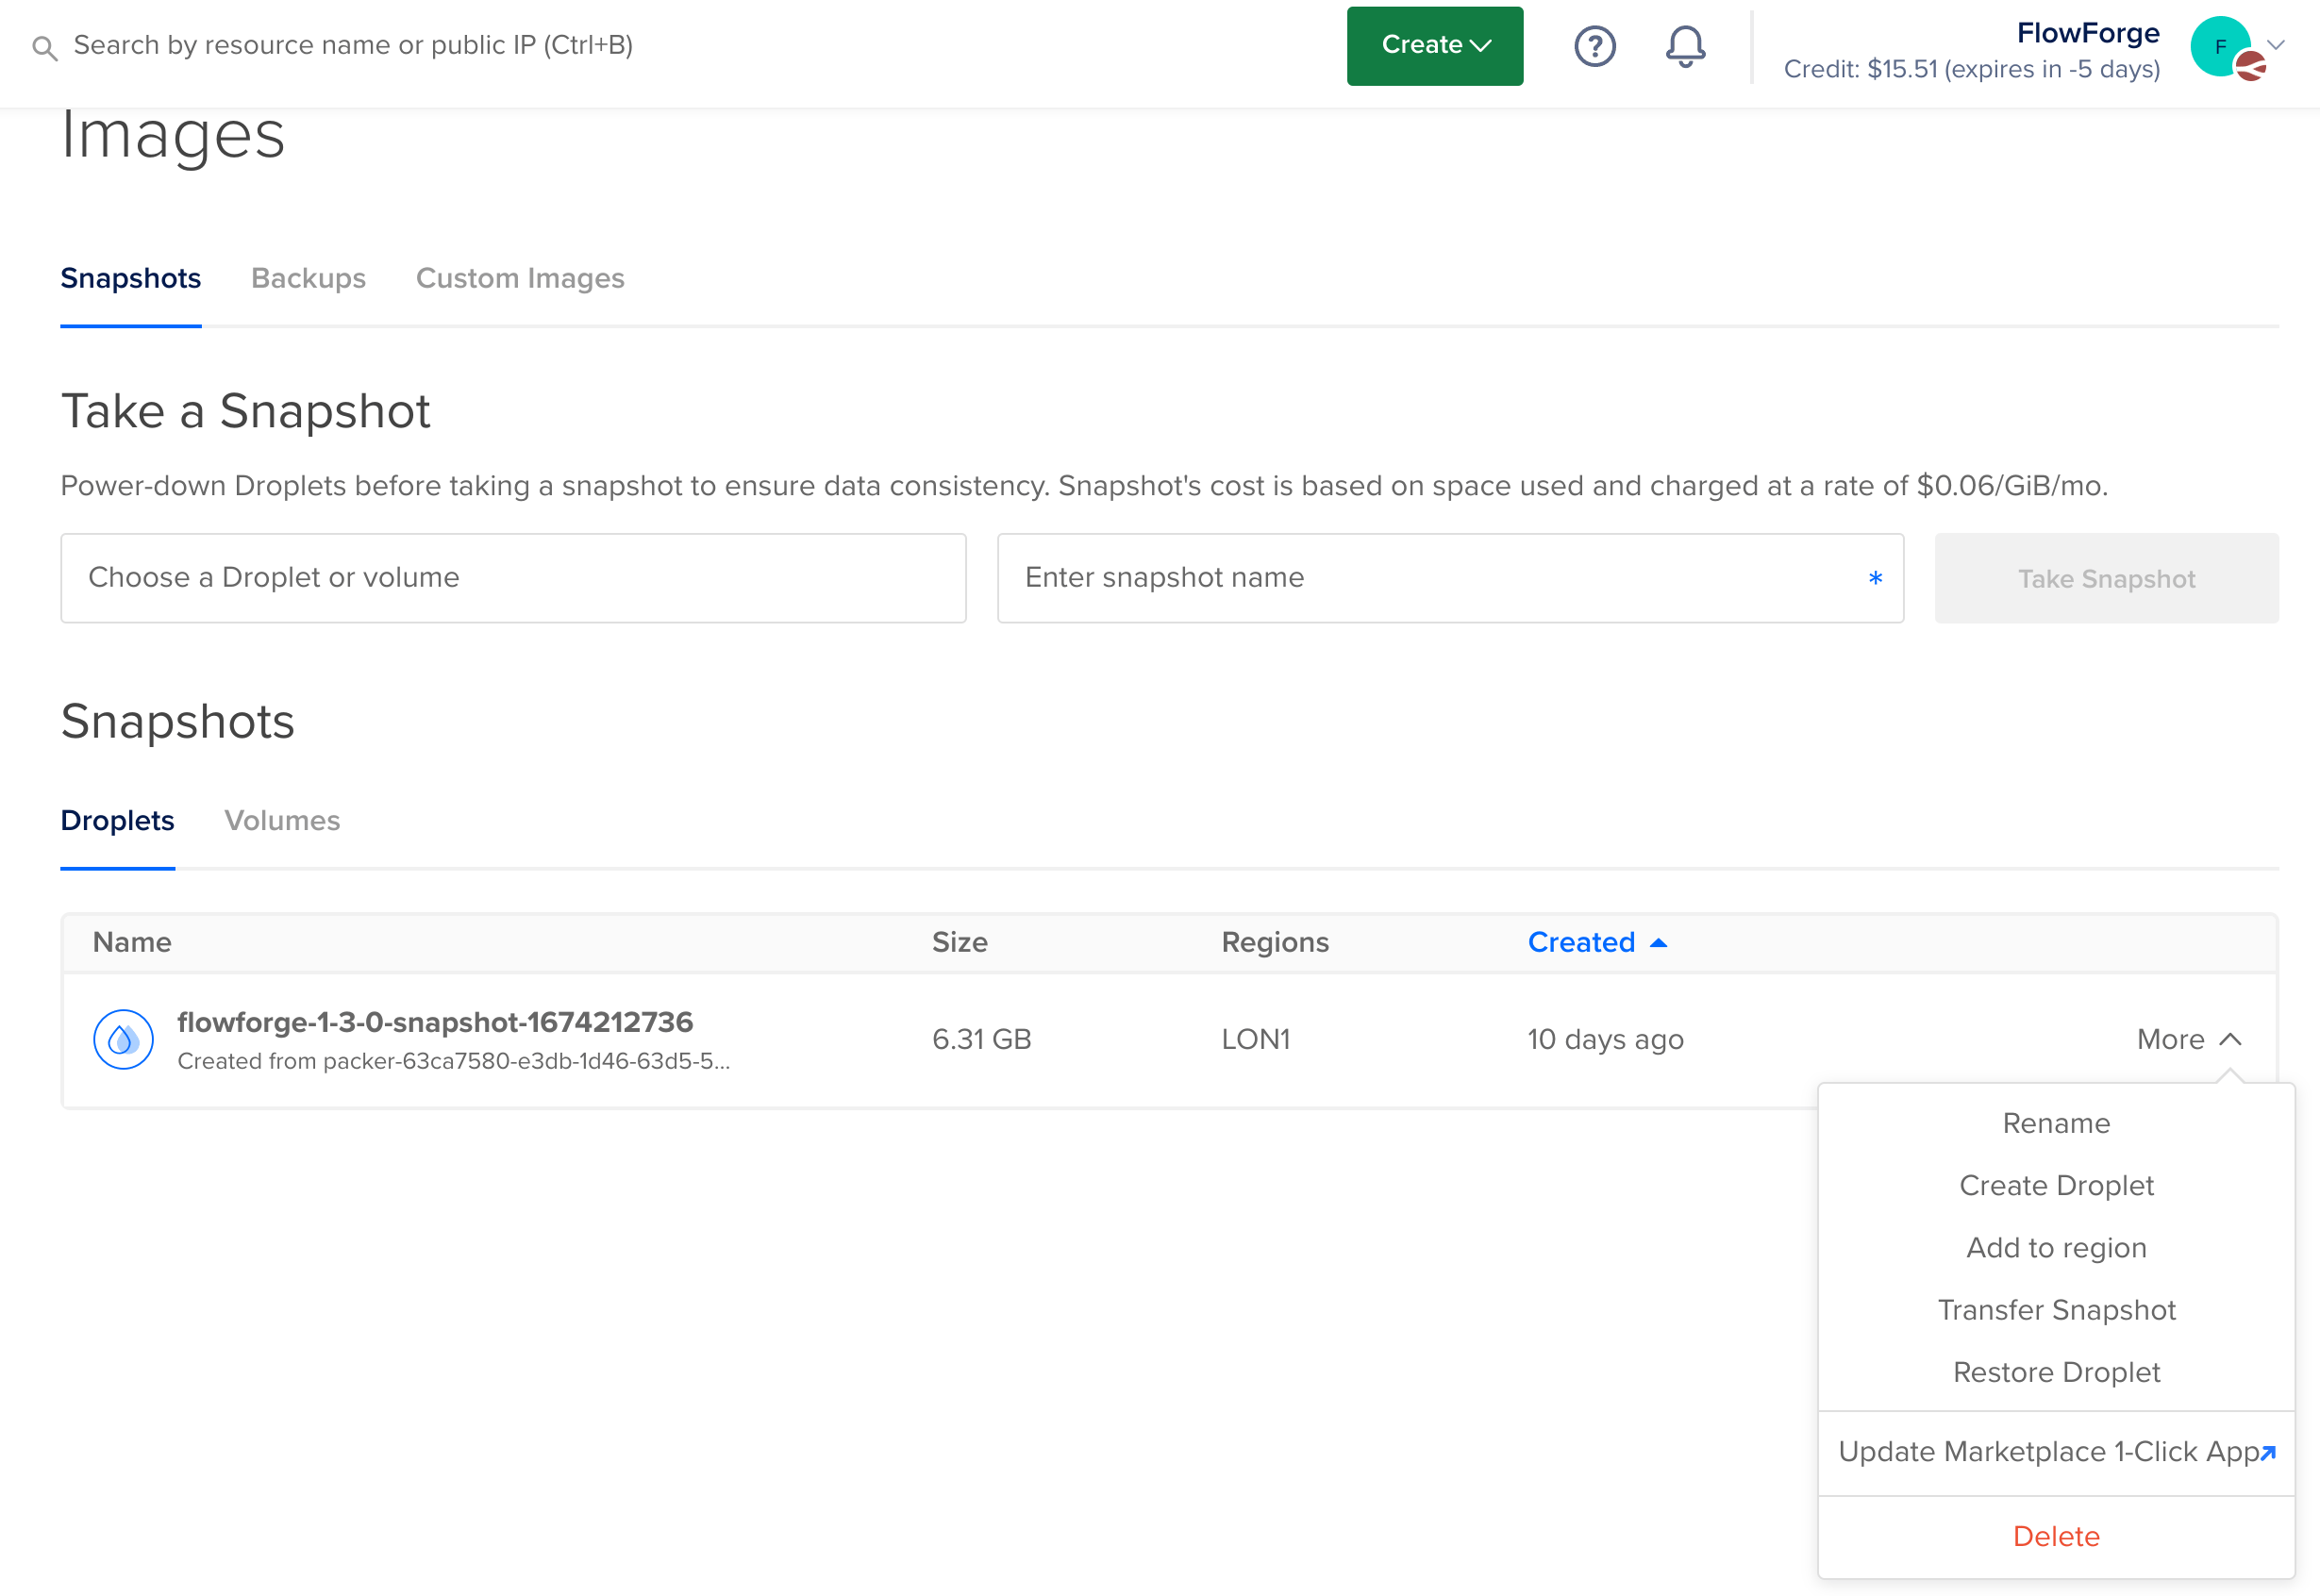 Search by resource name or public IP (Ctrl+B)
Create
?
FlowForge
Credit: $15.51 (expires in -5 days)
F
Images
Snapshots
Backups
Custom Images
Take a Snapshot
Power-down Droplets before taking a snapshot to ensure data consistency. Snapshot's cost is based on space used and charged at a rate of $0.06/GiB/mo.
Choose a Droplet or volume
Enter snapshot name *
Take Snapshot
Snapshots
Droplets
Volumes
Name
Size
Regions
Created
flowforge-1-3-0-snapshot-1674212736
Created from packer-63ca7580-e3db-1d46-63d5-5...
6.31 GB
LON1
10 days ago
More
Rename
Create Droplet
Add to region
Transfer Snapshot
Restore Droplet
Update Marketplace 1-Click App
Delete